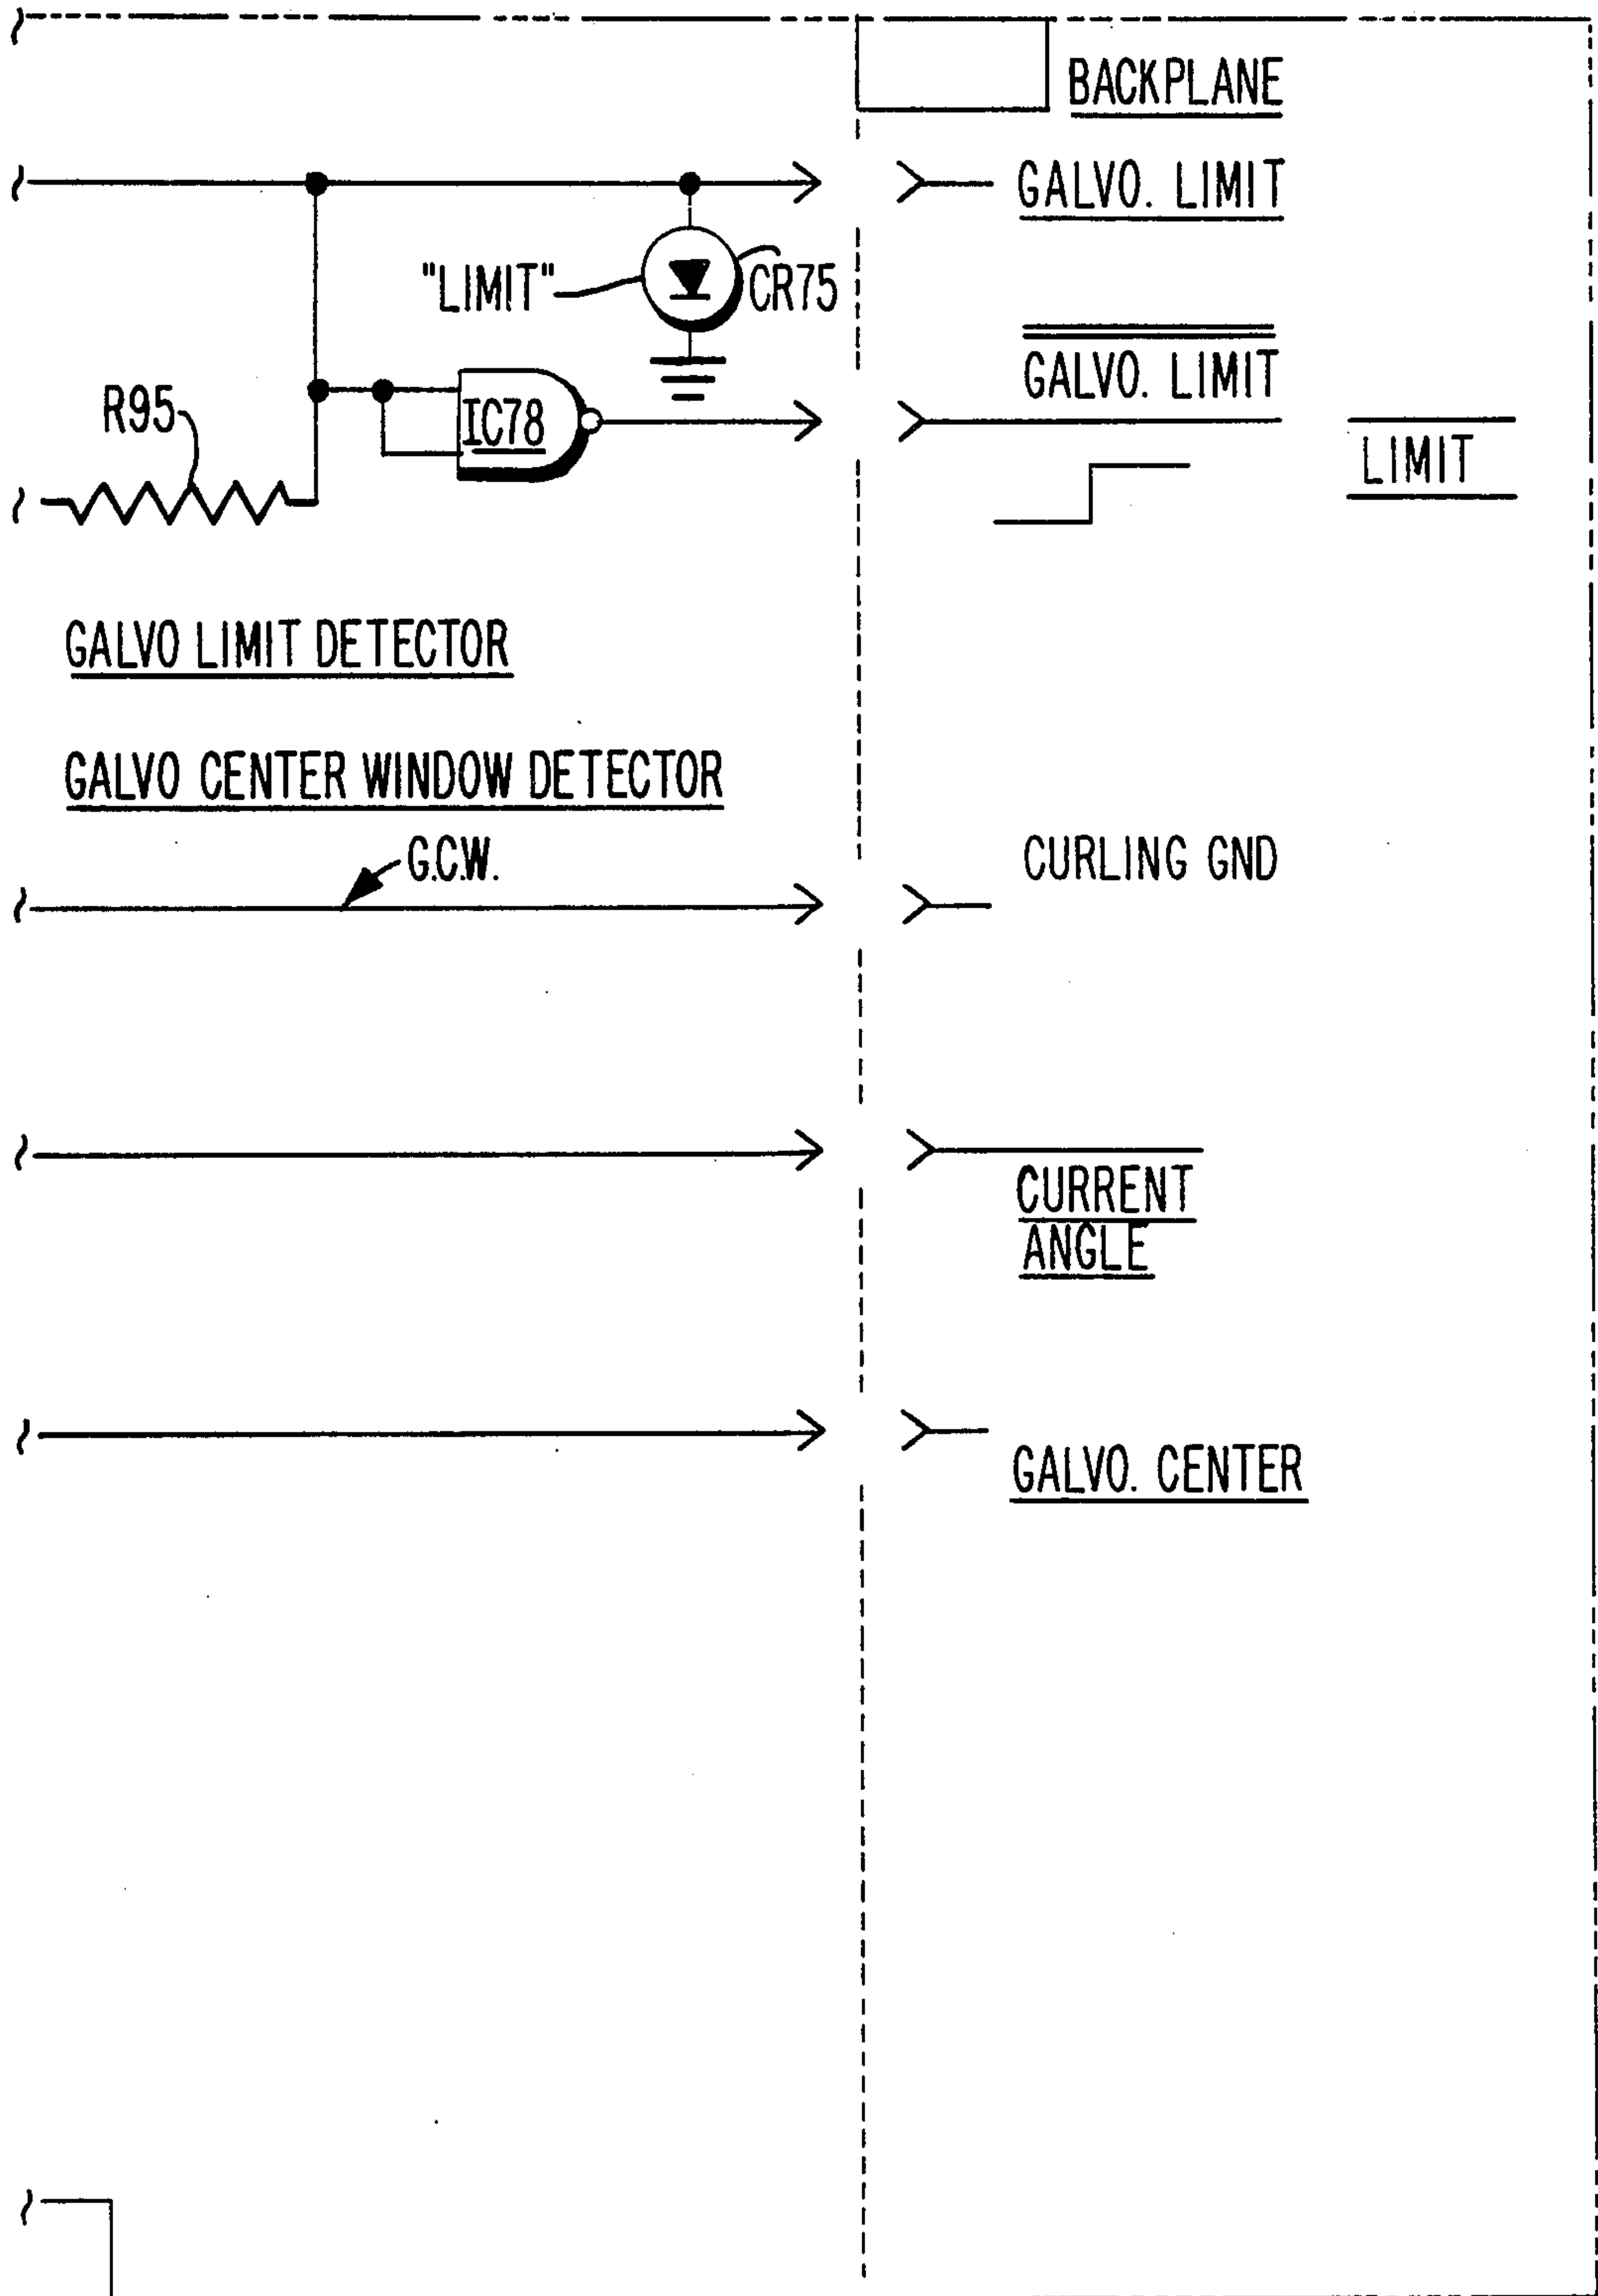 BACKPLANE
GALVO. LIMIT
"LIMIT"
CR75
GALVO. LIMIT
R95
IC78
LIMIT
GALVO LIMIT DETECTOR
GALVO CENTER WINDOW DETECTOR
G.C.W.
CURLING GND
CURRENT
ANGLE
GALVO. CENTER